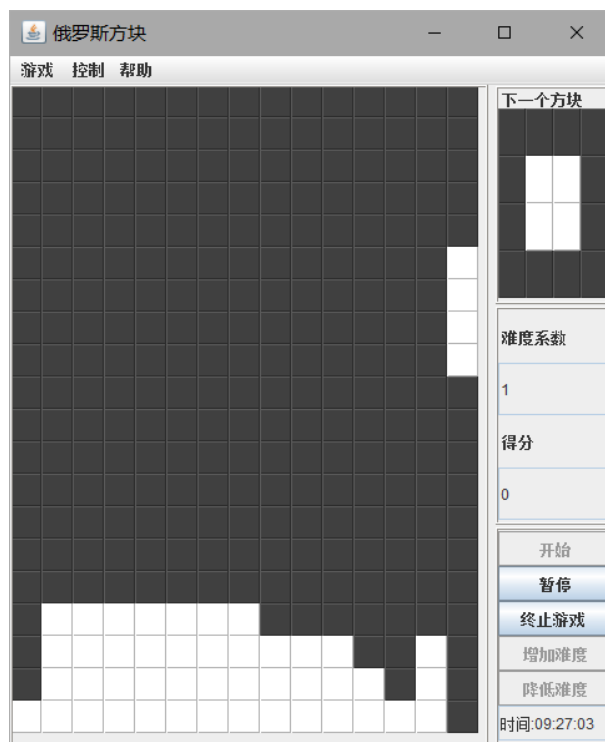 俄罗斯方块
游戏 控制 帮助
下一个方块
难度系数
1
得分
0
开始
暂停
终止游戏
增加难度
降低难度
时间:09:27:03